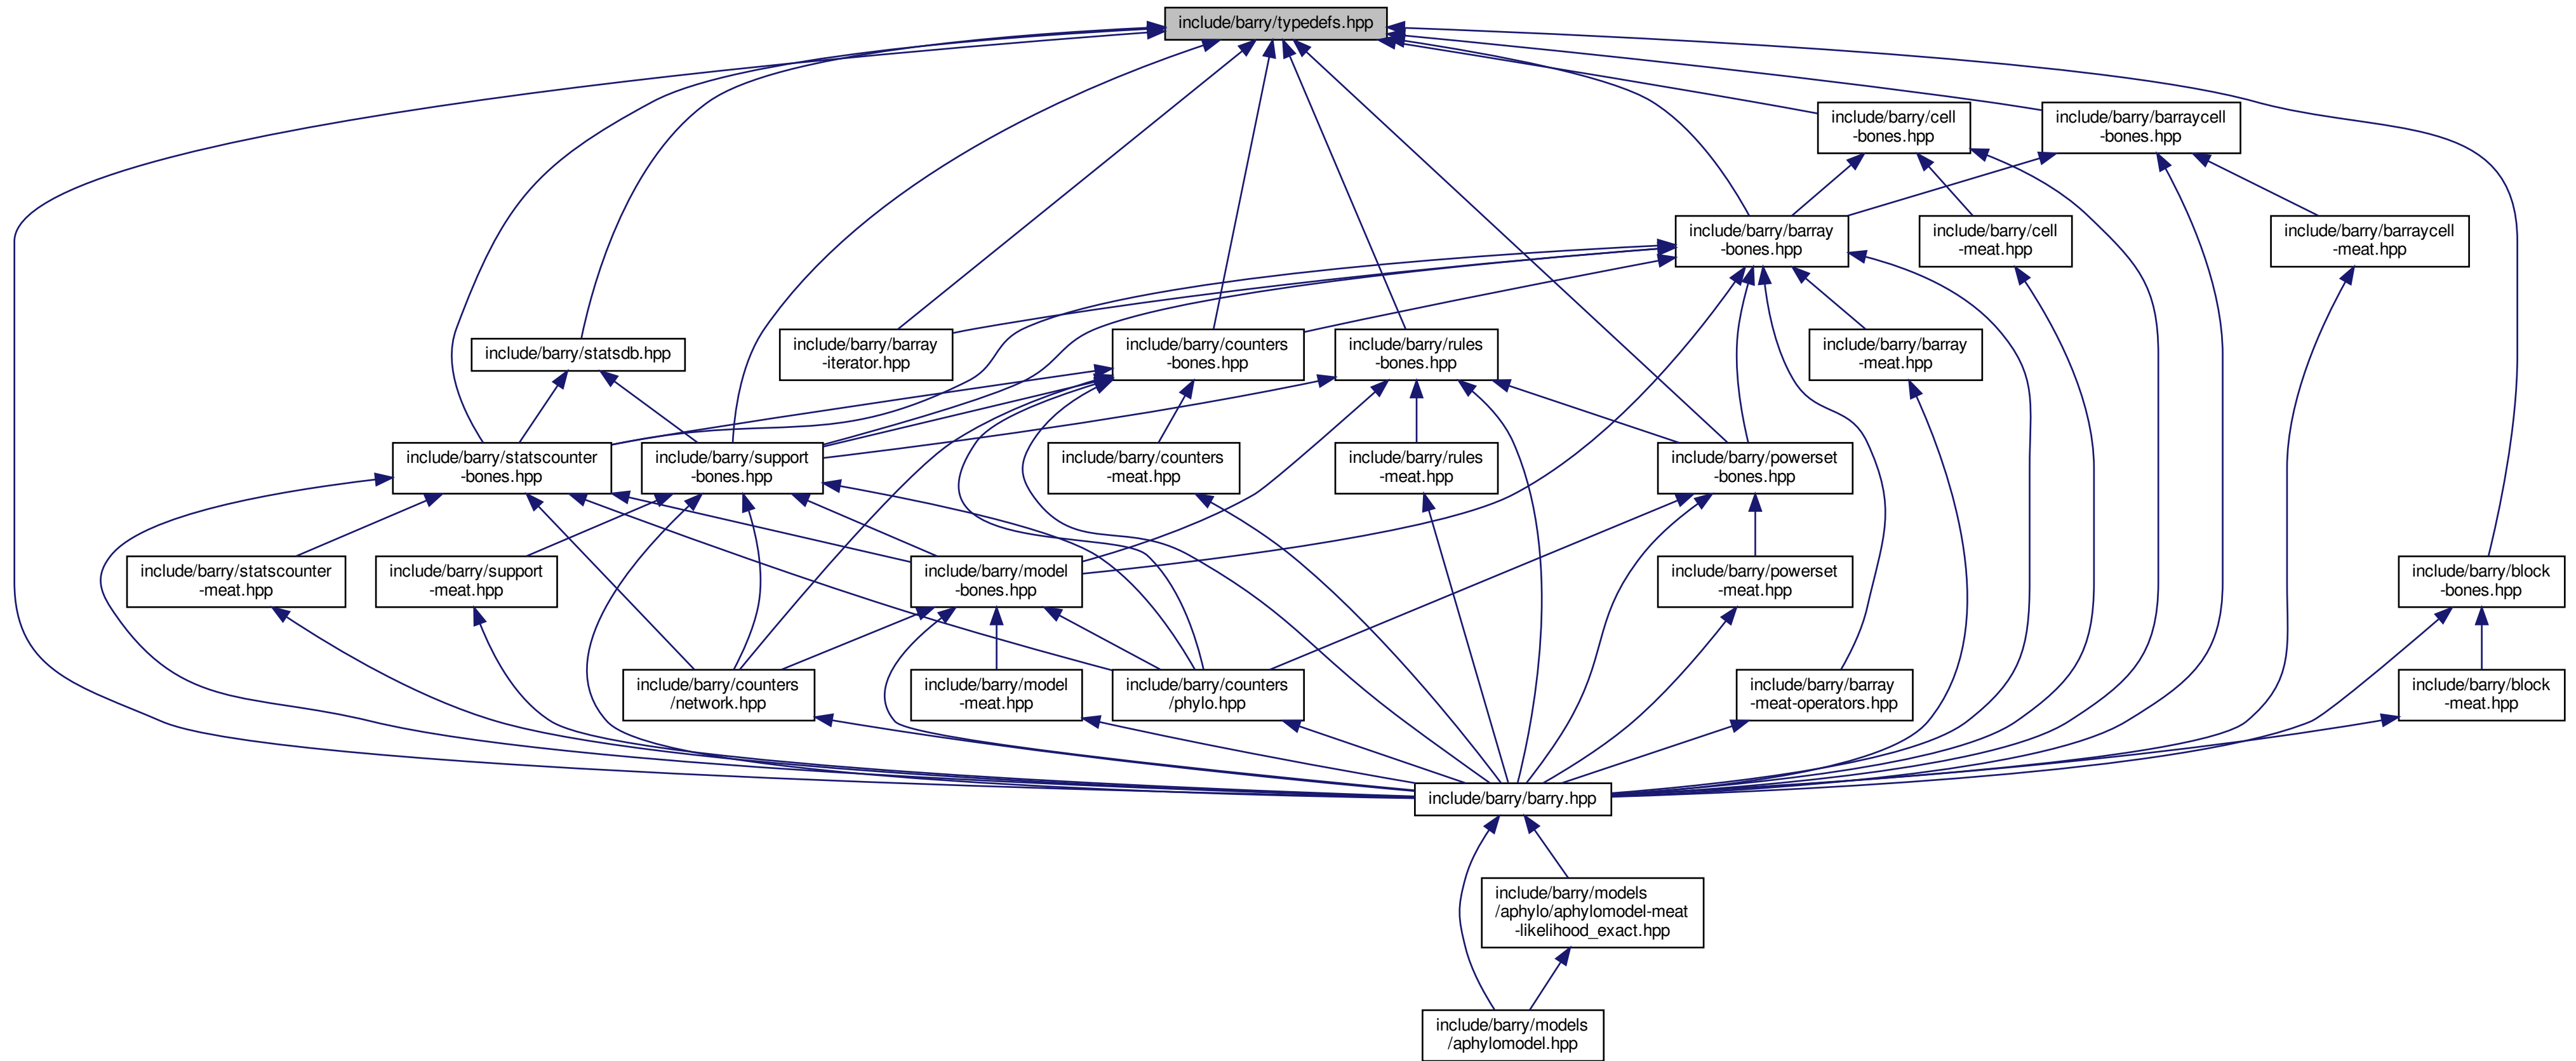 include/barry/typedefs.hpp
include/barry/cell
-bones.hpp
include/barry/barraycell
-bones.hpp
include/barry/barray
-bones.hpp
include/barry/cell
-meat.hpp
include/barry/barraycell
-meat.hpp
include/barry/statsdb.hpp
include/barry/barray
-iterator.hpp
include/barry/counters
-bones.hpp
include/barry/rules
-bones.hpp
include/barry/barray
-meat.hpp
include/barry/statscounter
-bones.hpp
include/barry/support
-bones.hpp
include/barry/counters
-meat.hpp
include/barry/rules
-meat.hpp
include/barry/powerset
-bones.hpp
include/barry/statscounter
-meat.hpp
include/barry/support
-meat.hpp
include/barry/model
-bones.hpp
include/barry/powerset
-meat.hpp
include/barry/block
-bones.hpp
include/barry/counters
/network.hpp
include/barry/model
-meat.hpp
include/barry/counters
/phylo.hpp
include/barry/barray
-meat-operators.hpp
include/barry/block
-meat.hpp
include/barry/barry.hpp
include/barry/models
/aphylo/aphylomodel-meat
-likelihood_exact.hpp
include/barry/models
/aphylomodel.hpp